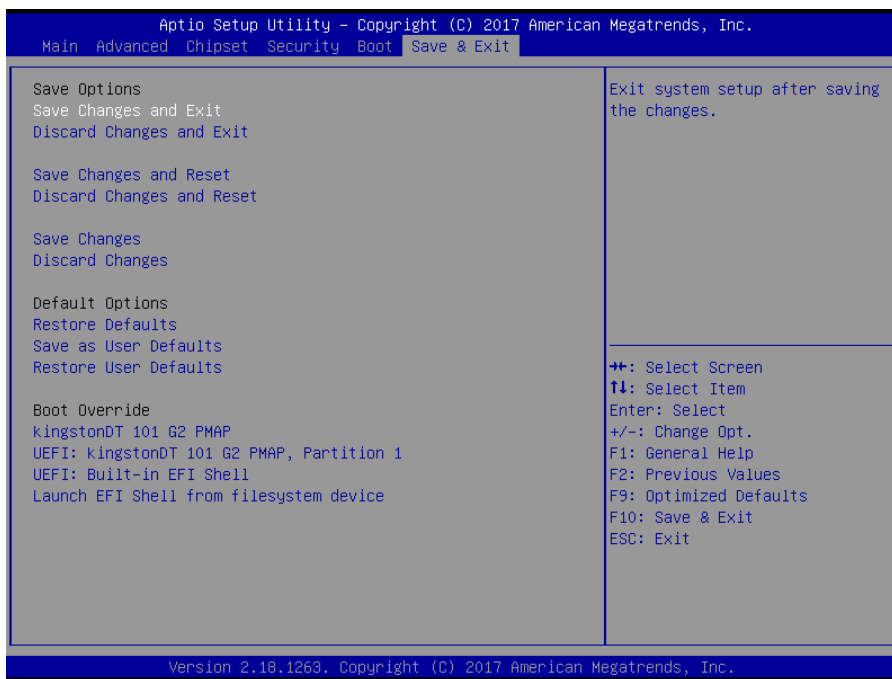 Aptio Setup Utility – Copyright (C) 2017 American Megatrends, Inc.
Main Advanced Chipset Security Boot Save & Exit
Save Options
Save Changes and Exit
Discard Changes and Exit
Save Changes and Reset
Discard Changes and Reset
Save Changes
Discard Changes
Default Options
Restore Defaults
Save as User Defaults
Restore User Defaults
Boot Override
kingstonDT 101 G2 PMAP
UEFI: kingstonDT 101 G2 PMAP, Partition 1
UEFI: Built-in EFI Shell
Launch EFI Shell from filesystem device
Exit system setup after saving
the changes.
→←: Select Screen
↑↓: Select Item
Enter: Select
+/-: Change Opt.
F1: General Help
F2: Previous Values
F9: Optimized Defaults
F10: Save & Exit
ESC: Exit
Version 2.18.1263. Copyright (C) 2017 American Megatrends, Inc.